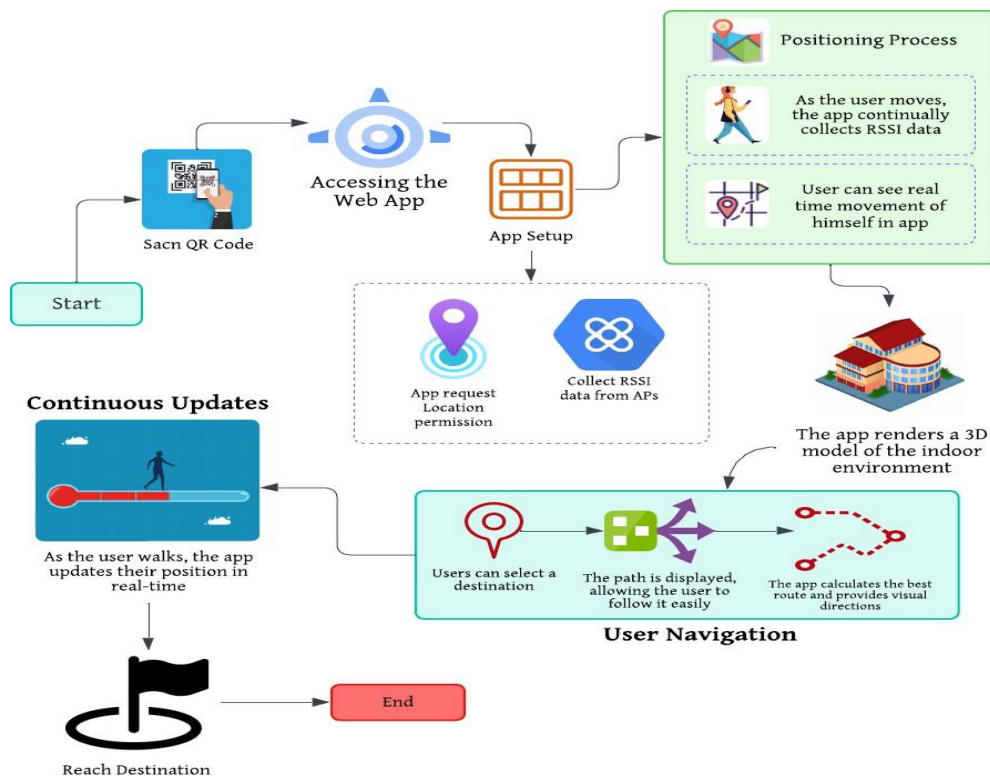 Start
Sacn QR Code
Accessing the
Web App
App Setup
App request
Location
permission
Collect RSSI
data from APs
Positioning Process
As the user moves,
the app continually
collects RSSI data
User can see real
time movement of
himself in app
The app renders a 3D
model of the indoor
environment
Users can select a
destination
The path is displayed,
allowing the user to
follow it easily
The app calculates the best
route and provides visual
directions
User Navigation
Continuous Updates
As the user walks, the app
updates their position in
real-time
Reach Destination
End